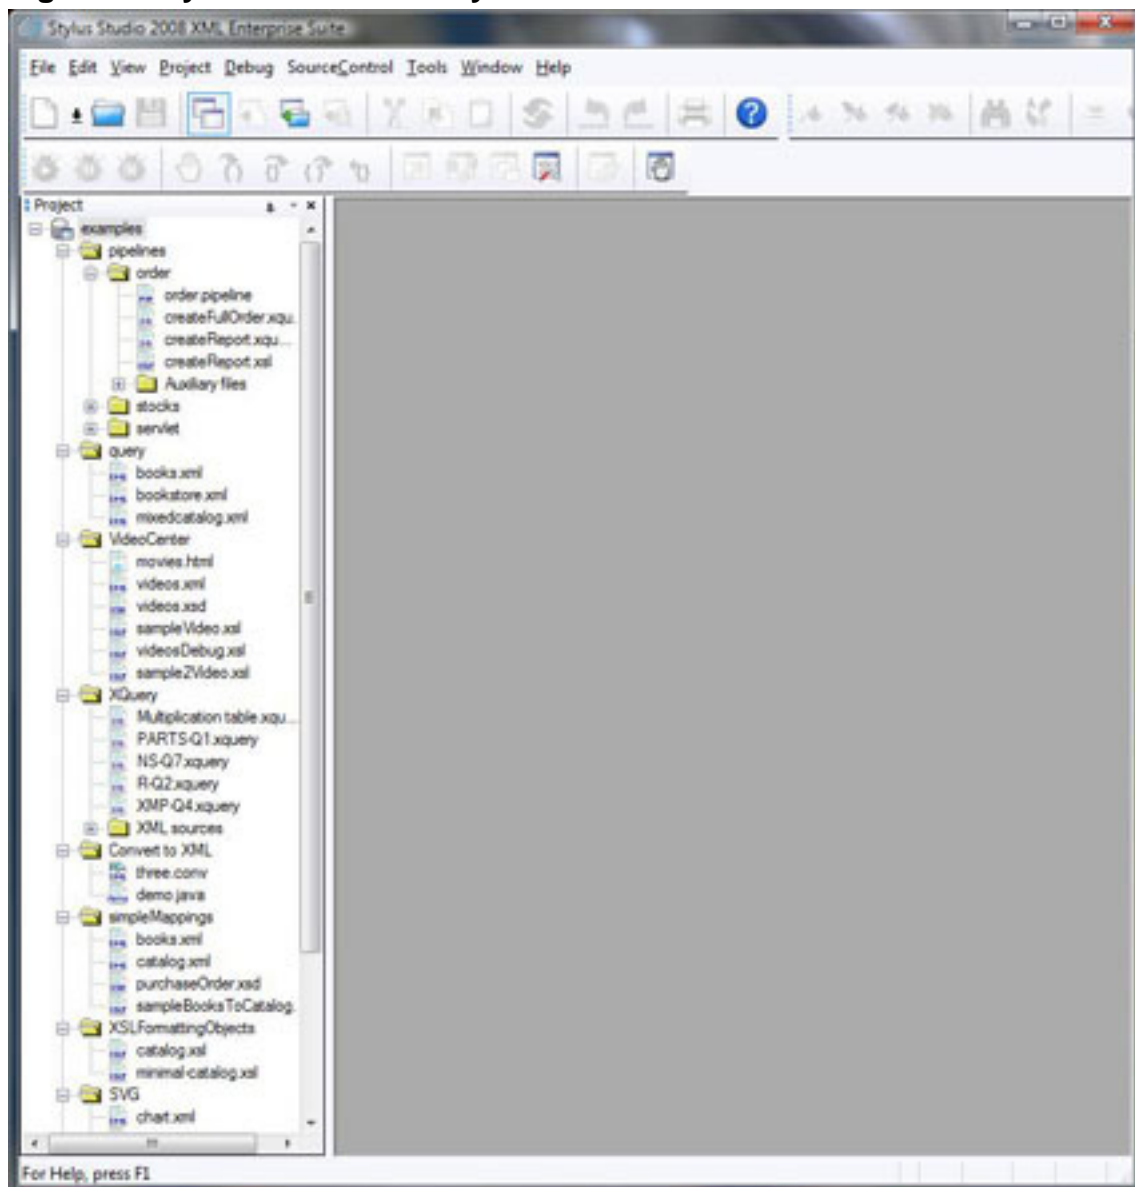 Stylus Studio 2008 XML Enterprise Suite
File Edit View Project Debug SourceControl Tools Window Help
Project
examples
pipelines
order
order.pipeline
createFullOrder.xqu...
createReport.xqu...
createReport.xsl
Auxiliary files
stocks
servlet
query
books.xml
bookstore.xml
mixedcatalog.xml
VideoCenter
movies.html
videos.xml
videos.xsd
sampleVideo.xsl
videosDebug.xsl
sample2Video.xsl
XQuery
Multiplication table.xqu...
PARTS-Q1.xquery
NS-Q7.xquery
R-Q2.xquery
XMP-Q4.xquery
XML sources
Convert to XML
three.conv
demo.java
simpleMappings
books.xml
catalog.xml
purchaseOrder.xsd
sampleBooksToCatalog.
XSLFormattingObjects
catalog.xsl
minimal-catalog.xsl
SVG
chart.xml
For Help, press F1